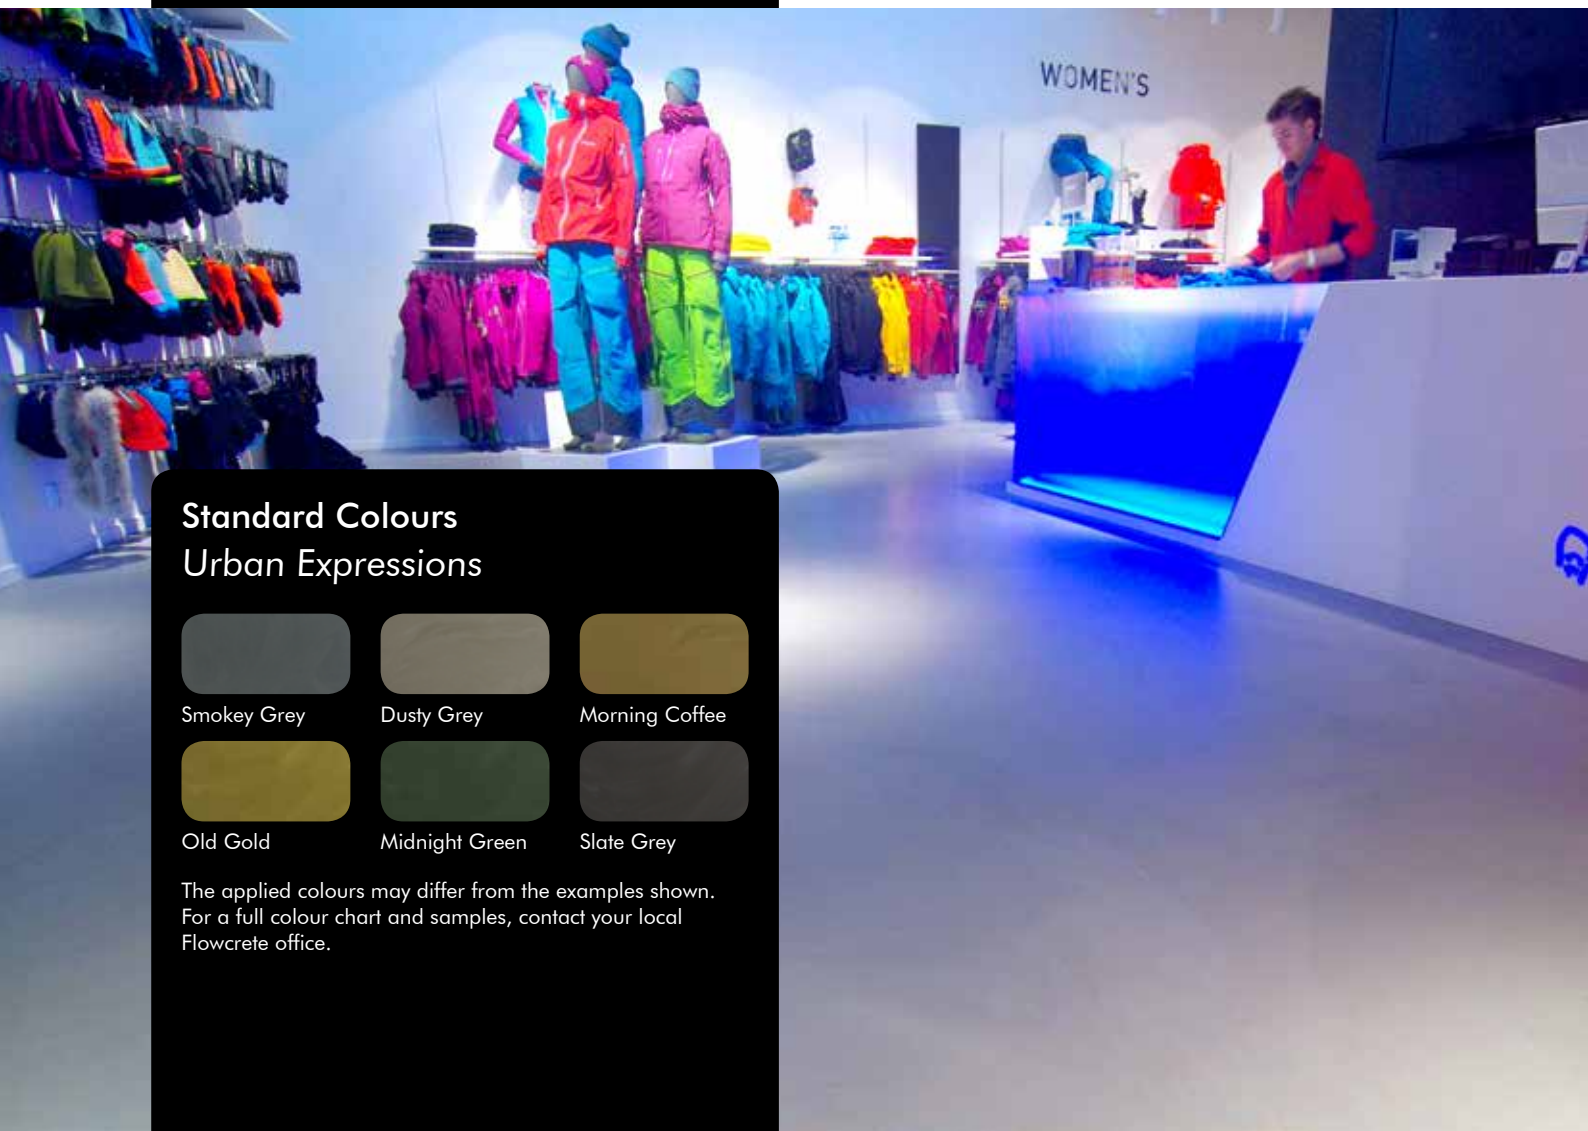 WOMEN'S
Standard Colours
Urban Expressions
Smokey Grey
Dusty Grey
Morning Coffee
Old Gold
Midnight Green
Slate Grey
The applied colours may differ from the examples shown.
For a full colour chart and samples, contact your local
Flowcrete office.